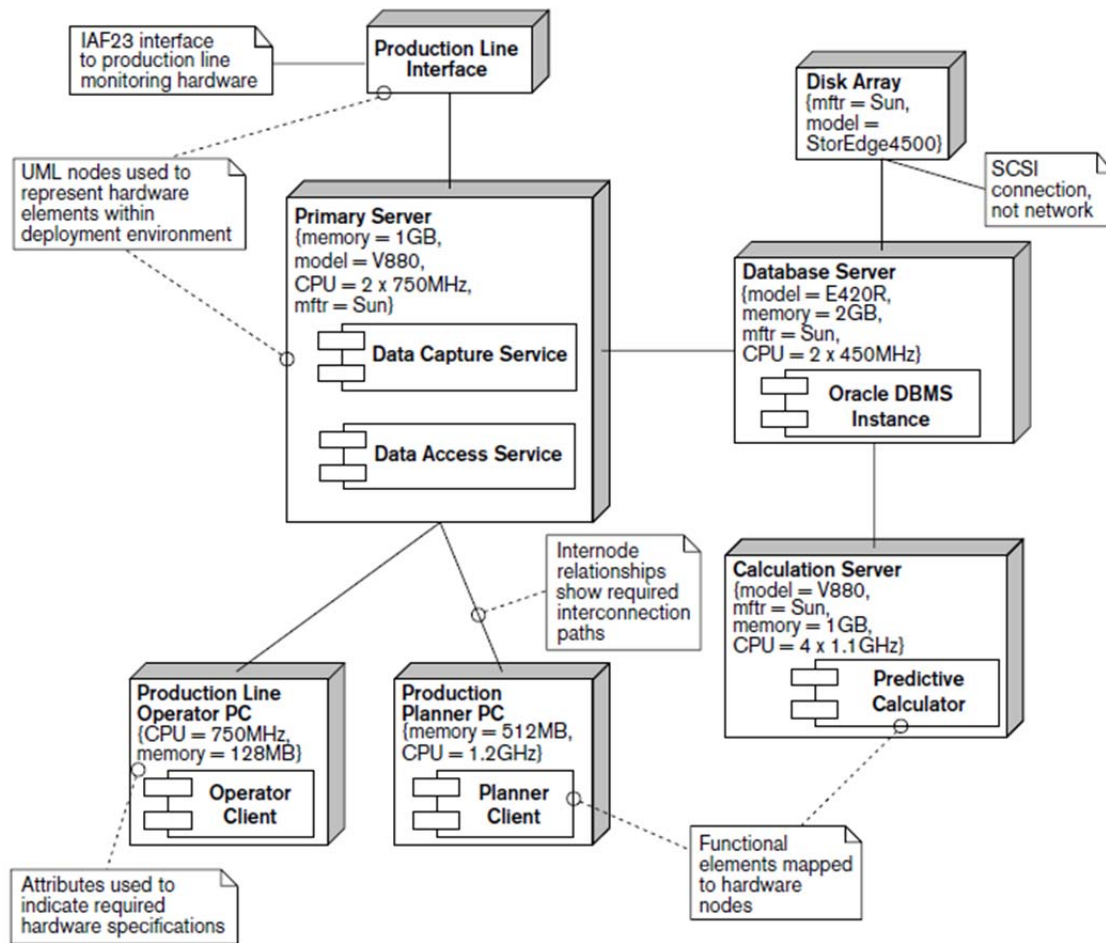 IAF23 interface
to production line
monitoring hardware
Production Line
Interface
Disk Array
{mftr = Sun,
model =
StorEdge4500}
SCSI
connection,
not network
UML nodes used to
represent hardware
elements within
deployment environment
Primary Server
{memory = 1GB,
model = V880,
CPU = 2 x 750MHz,
mftr = Sun}
Data Capture Service
Data Access Service
Database Server
{model = E420R,
memory = 2GB,
mftr = Sun,
CPU = 2 x 450MHz}
Oracle DBMS
Instance
Internode
relationships
show required
interconnection
paths
Calculation Server
{model = V880,
mftr = Sun,
memory = 1GB,
CPU = 4 x 1.1GHz}
Predictive
Calculator
Production Line
Operator PC
{CPU = 750MHz,
memory = 128MB}
Operator
Client
Production
Planner PC
{memory = 512MB,
CPU = 1.2GHz}
Planner
Client
Attributes used to
indicate required
hardware specifications
Functional
elements mapped
to hardware
nodes